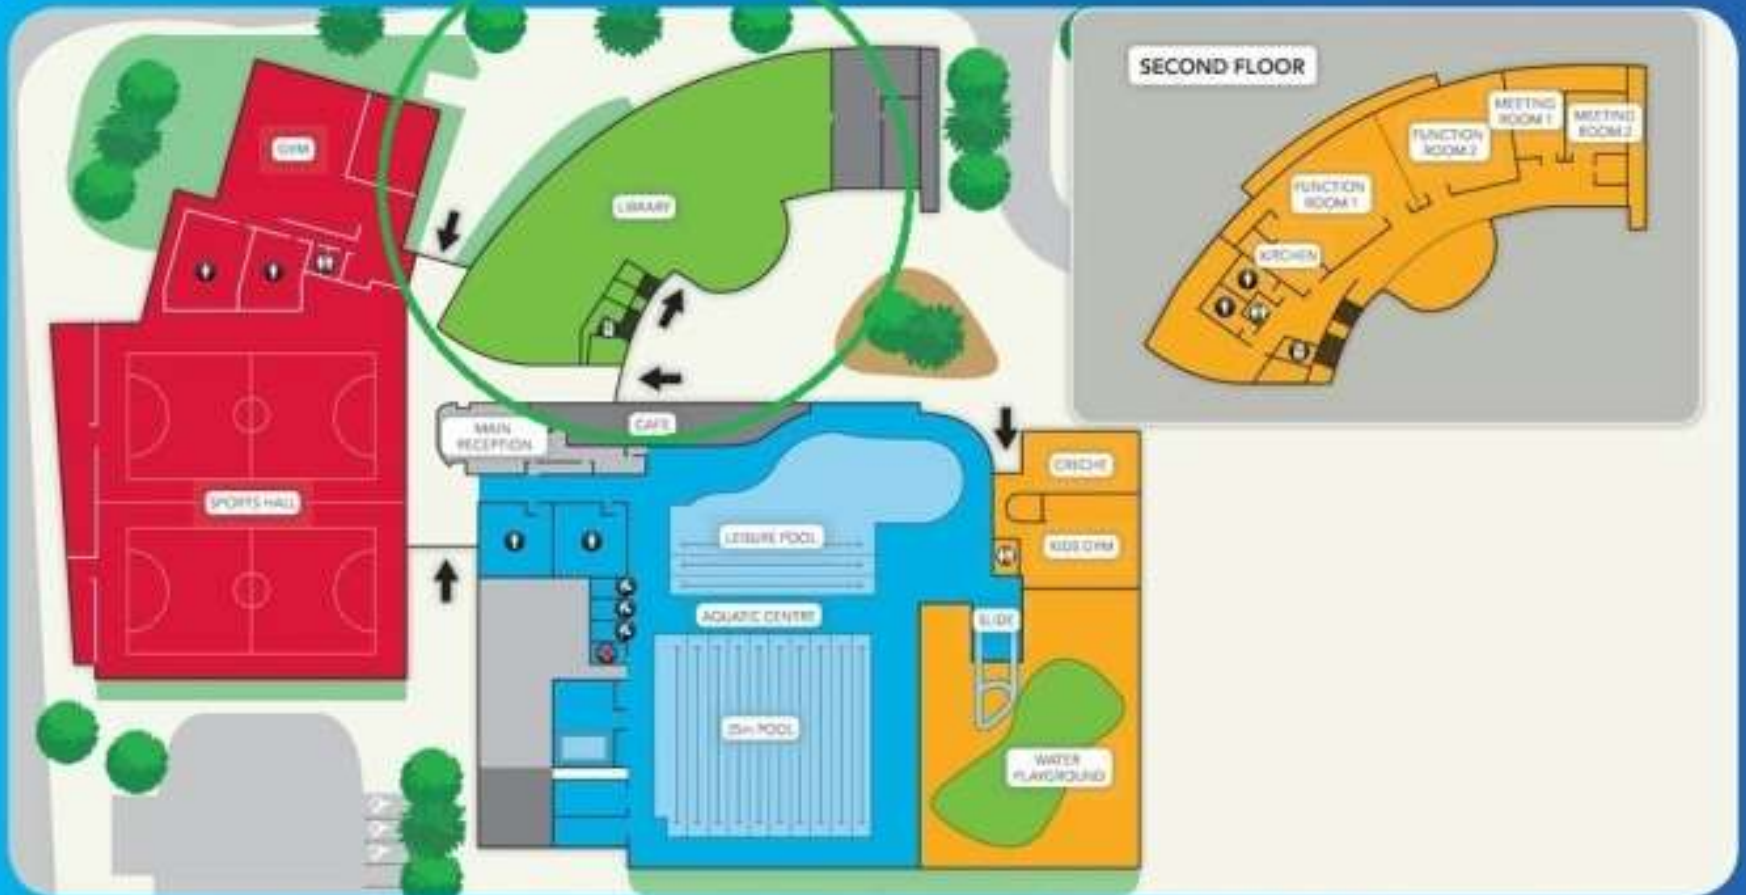 SECOND FLOOR
MEETING
ROOM 1
MEETING
ROOM 2
FUNCTION
ROOM 2
FUNCTION
ROOM 1
KITCHEN
GYM
LIBRARY
MAIN
RECEPTION
CAFE
CRECHE
SPORTS HALL
LEISURE POOL
KIDS GYM
AQUATIC CENTRE
SLIDE
25m POOL
WATER
PLAYGROUND